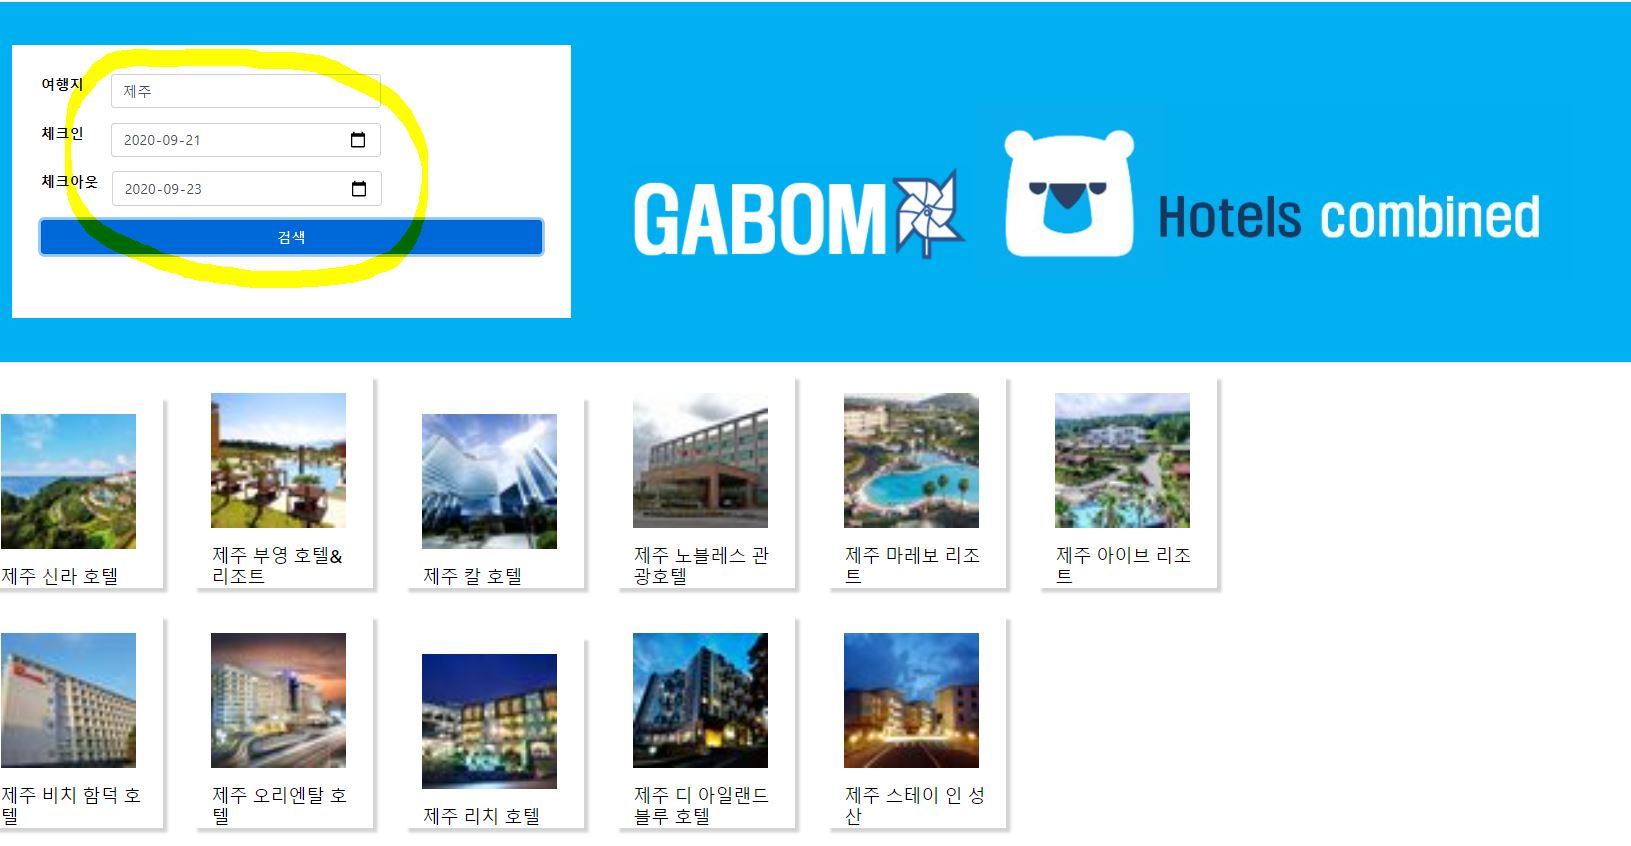 여행지
제주
체크인
2020-09-21
체크아웃
2020-09-23
검색
GABOM
Hotels combined
제주 신라 호텔
제주 부영 호텔&
리조트
제주 칼 호텔
제주 노블레스 관
광호텔
제주 마레보 리조
트
제주 아이브 리조
트
제주 비치 함덕 호
텔
제주 오리엔탈 호
텔
제주 리치 호텔
제주 디 아일랜드
블루 호텔
제주 스테이 인 성
산